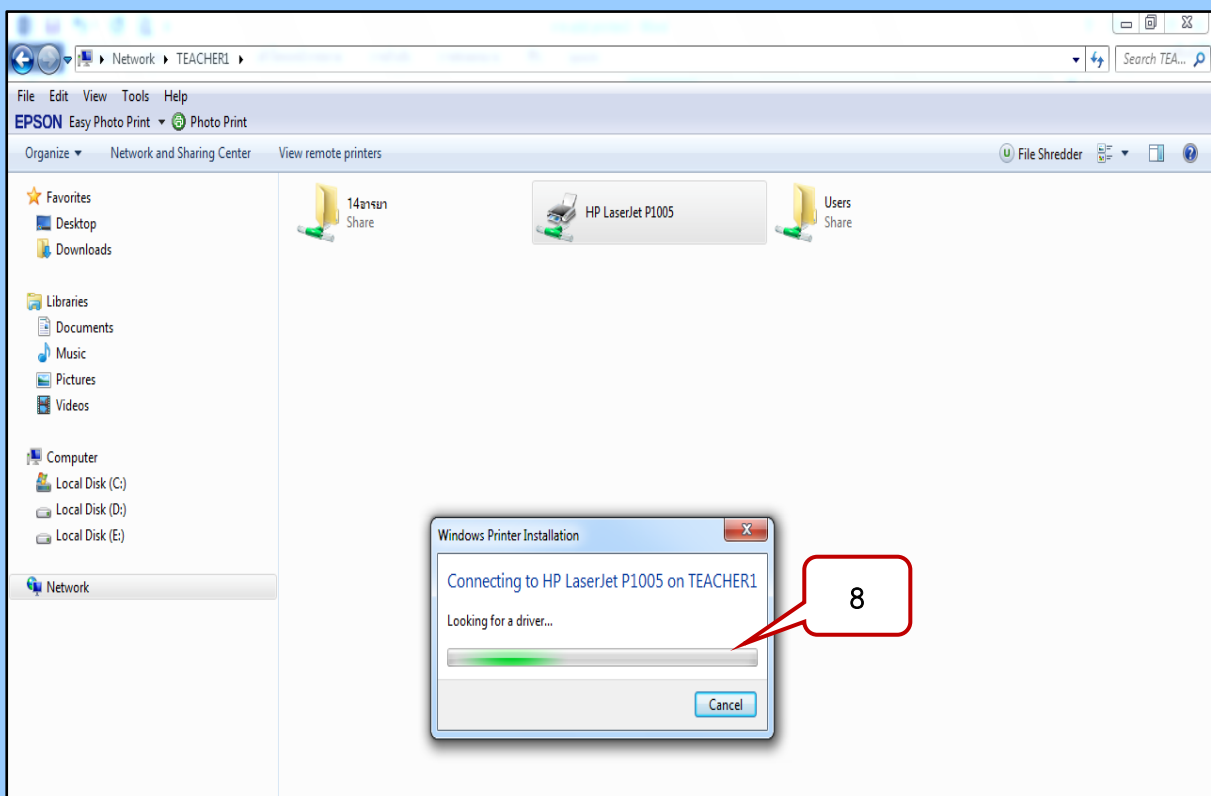 Network TEACHER1
Search TEA...
File Edit View Tools Help
EPSON Easy Photo Print Photo Print
Organize Network and Sharing Center View remote printers File Shredder
Favorites
Desktop
Downloads
Libraries
Documents
Music
Pictures
Videos
Computer
Local Disk (C:)
Local Disk (D:)
Local Disk (E:)
Network
14อารยา
Share
HP LaserJet P1005
Users
Share
Windows Printer Installation
Connecting to HP LaserJet P1005 on TEACHER1
Looking for a driver...
Cancel
8